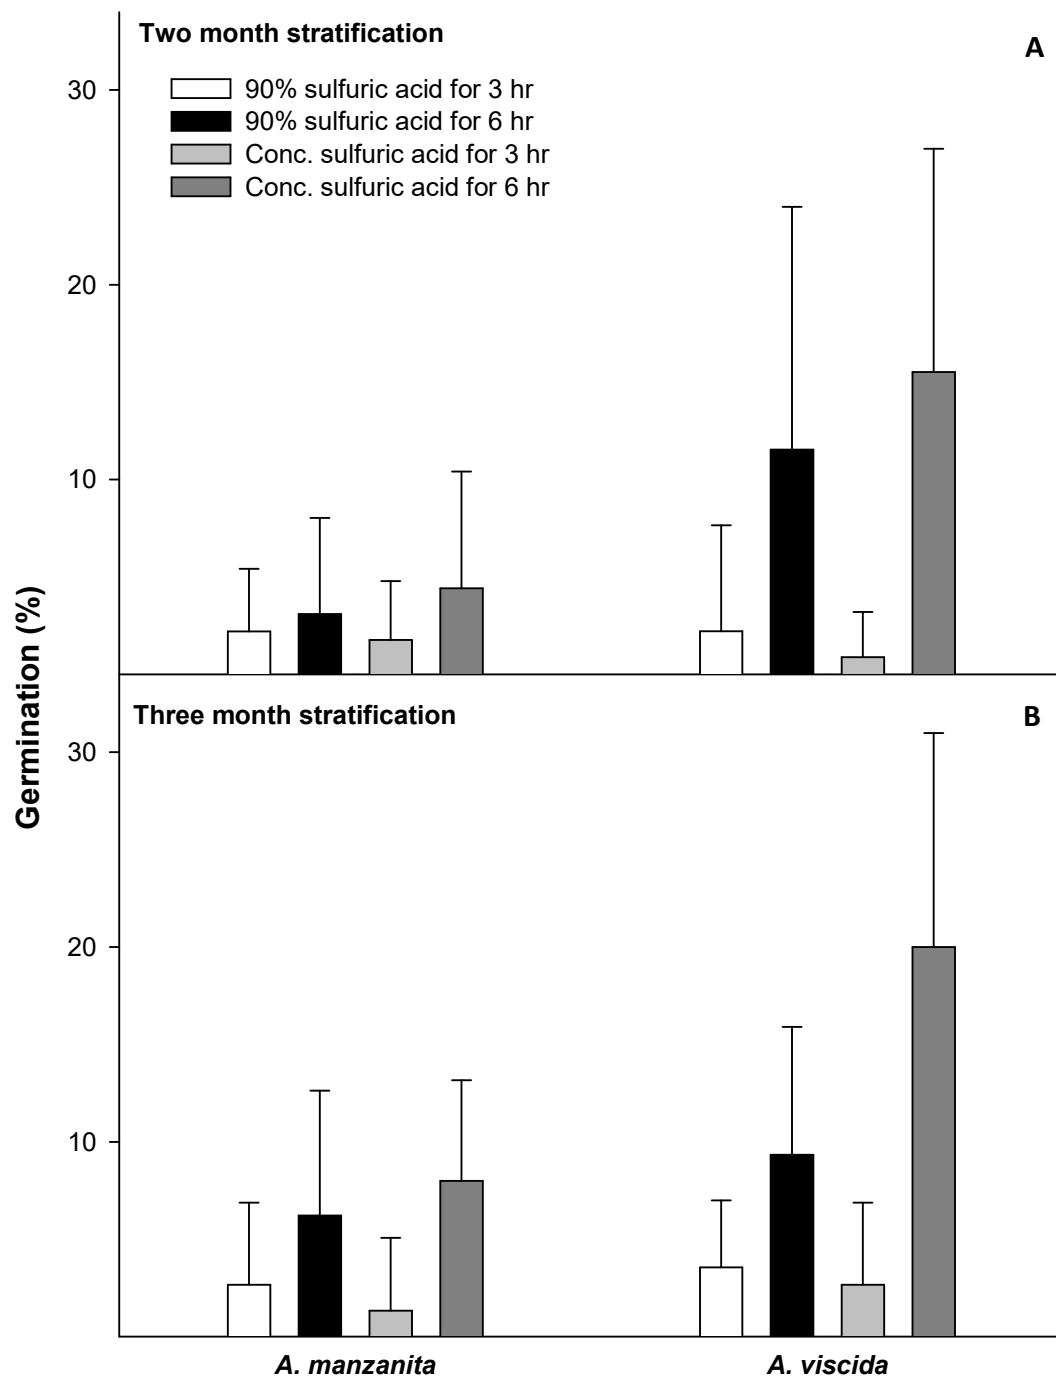 Two month stratification
A
90% sulfuric acid for 3 hr
90% sulfuric acid for 6 hr
Conc. sulfuric acid for 3 hr
Conc. sulfuric acid for 6 hr
30
20
10
Germination (%)
Three month stratification
B
30
20
10
A. manzanita
A. viscida